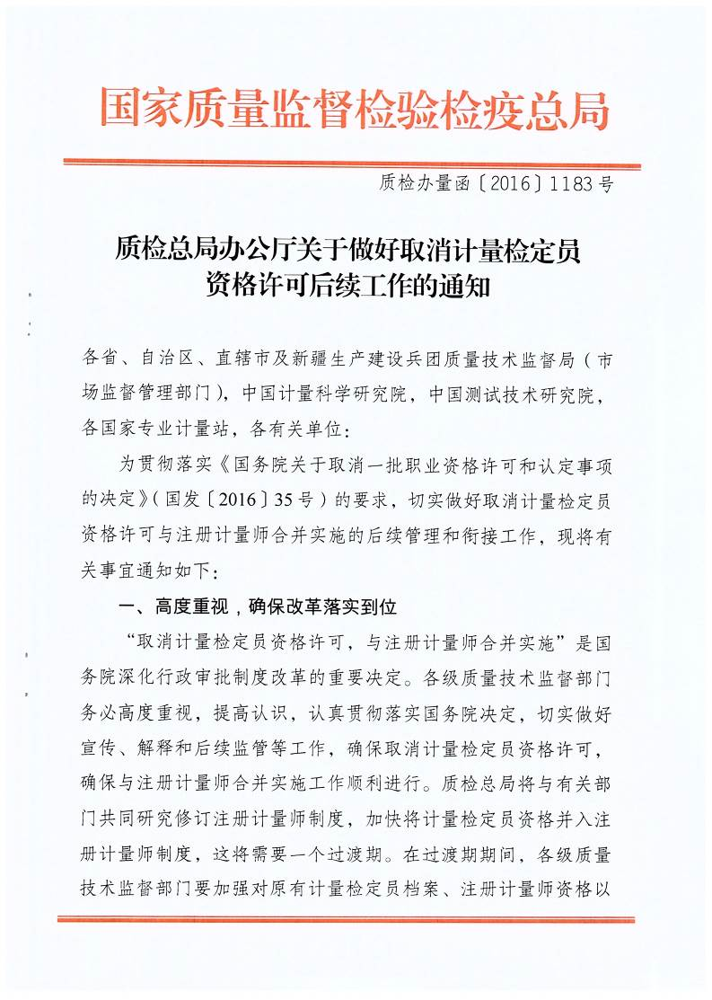 国家质量监督检验检疫总局
质检办量函〔2016〕1183号
质检总局办公厅关于做好取消计量检定员
资格许可后续工作的通知
各省、自治区、直辖市及新疆生产建设兵团质量技术监督局（市
场监督管理部门），中国计量科学研究院，中国测试技术研究院，
各国家专业计量站，各有关单位：
为贯彻落实《国务院关于取消一批职业资格许可和认定事项
的决定》（国发〔2016〕35号）的要求，切实做好取消计量检定员
资格许可与注册计量师合并实施的后续管理和衔接工作，现将有
关事宜通知如下：
一、高度重视，确保改革落实到位
“取消计量检定员资格许可，与注册计量师合并实施”是国
务院深化行政审批制度改革的重要决定。各级质量技术监督部门
务必高度重视，提高认识，认真贯彻落实国务院决定，切实做好
宣传、解释和后续监管等工作，确保取消计量检定员资格许可，
确保与注册计量师合并实施工作顺利进行。质检总局将与有关部
门共同研究修订注册计量师制度，加快将计量检定员资格并入注
册计量师制度，这将需要一个过渡期。在过渡期期间，各级质量
技术监督部门要加强对原有计量检定员档案、注册计量师资格以